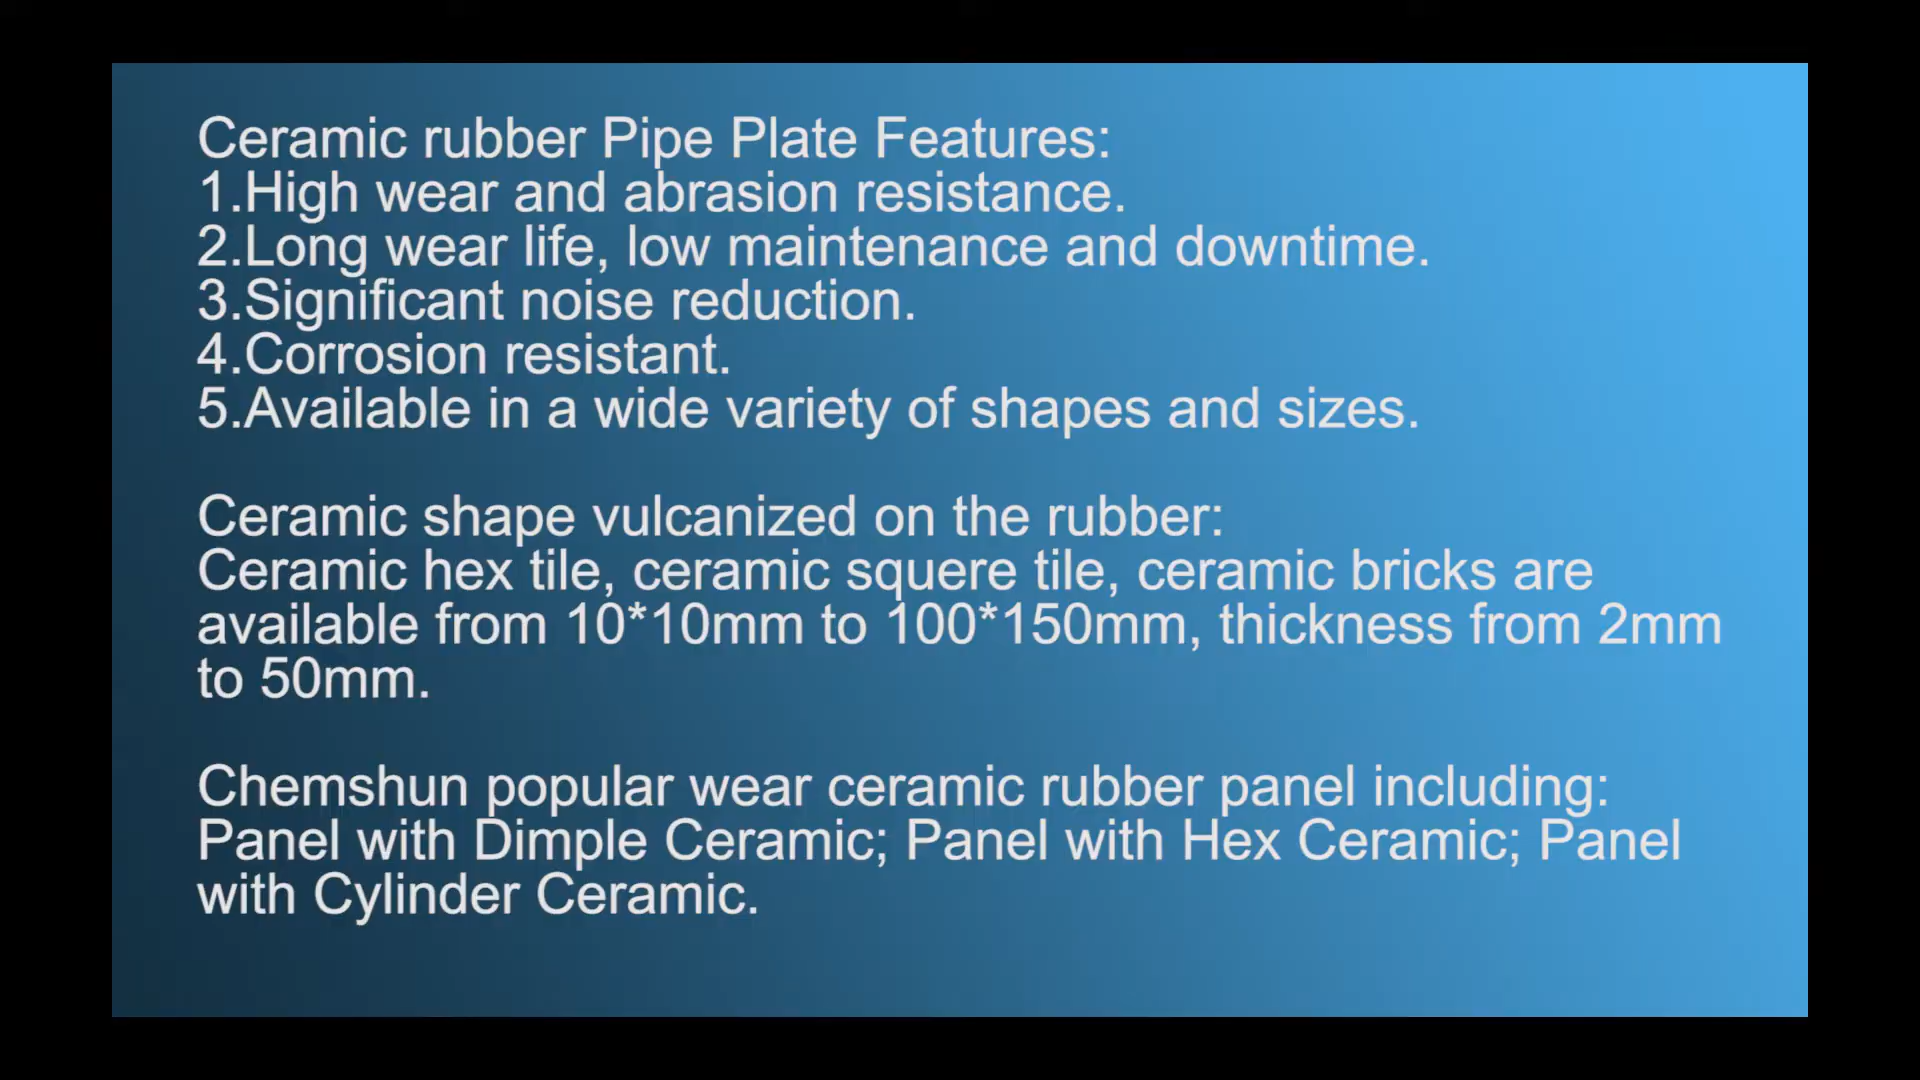 Ceramic rubber Pipe Plate Features:
1.High wear and abrasion resistance.
2.Long wear life, low maintenance and downtime.
3.Significant noise reduction.
4.Corrosion resistant.
5.Available in a wide variety of shapes and sizes.
Ceramic shape vulcanized on the rubber:
Ceramic hex tile, ceramic squere tile, ceramic bricks are
available from 10*10mm to 100*150mm, thickness from 2mm
to 50mm.
Chemshun popular wear ceramic rubber panel including:
Panel with Dimple Ceramic; Panel with Hex Ceramic; Panel
with Cylinder Ceramic.